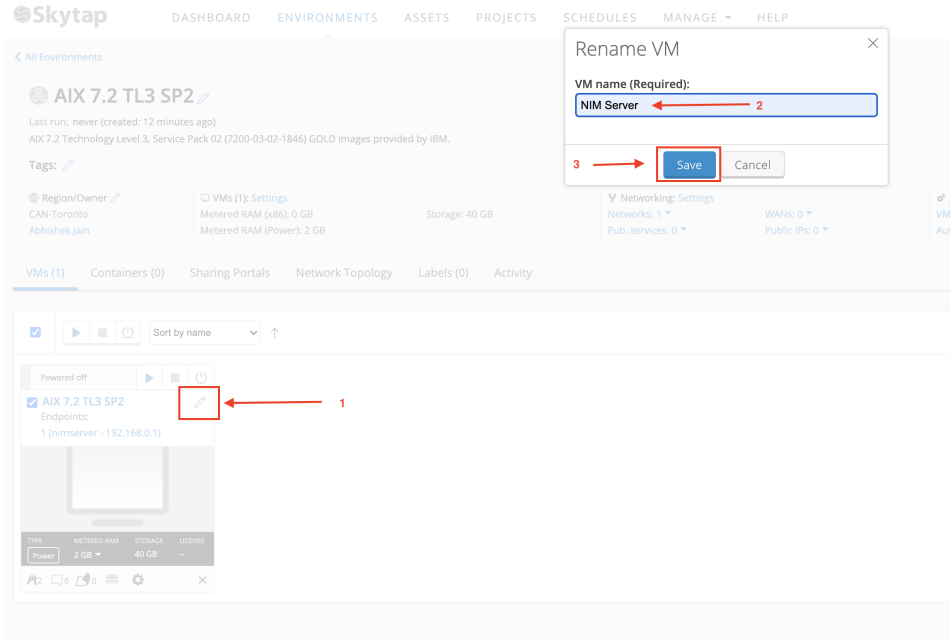 Skytap DASHBOARD ENVIRONMENTS ASSETS PROJECTS SCHEDULES MANAGE HELP
Rename VM
VM name (Required):
NIM Server 2
3 Save Cancel
All Environments
AIX 7.2 TL3 SP2
Last run: never (created: 12 minutes ago)
AIX 7.2 Technology Level 3, Service Pack 02 (7200-03-02-1846) GOLD Images provided by IBM.
Tags:
Region/Owner VMs (1): Settings Networking: Settings
CAN-Toronto Metered RAM (x86): 0 GB Storage: 40 GB Networks: 1 WANs: 0 VM
Abhishek Jain Metered RAM (Power): 2 GB Pub. services: 0 Public IPs: 0 Au
VMs (1) Containers (0) Sharing Portals Network Topology Labels (0) Activity
Sort by name
Powered off
AIX 7.2 TL3 SP2 1
Endpoints:
1 (nimserver - 192.168.0.1)
TYPE METERED RAM STORAGE LICENSE
Power 2 GB 40 GB --
2 0 0